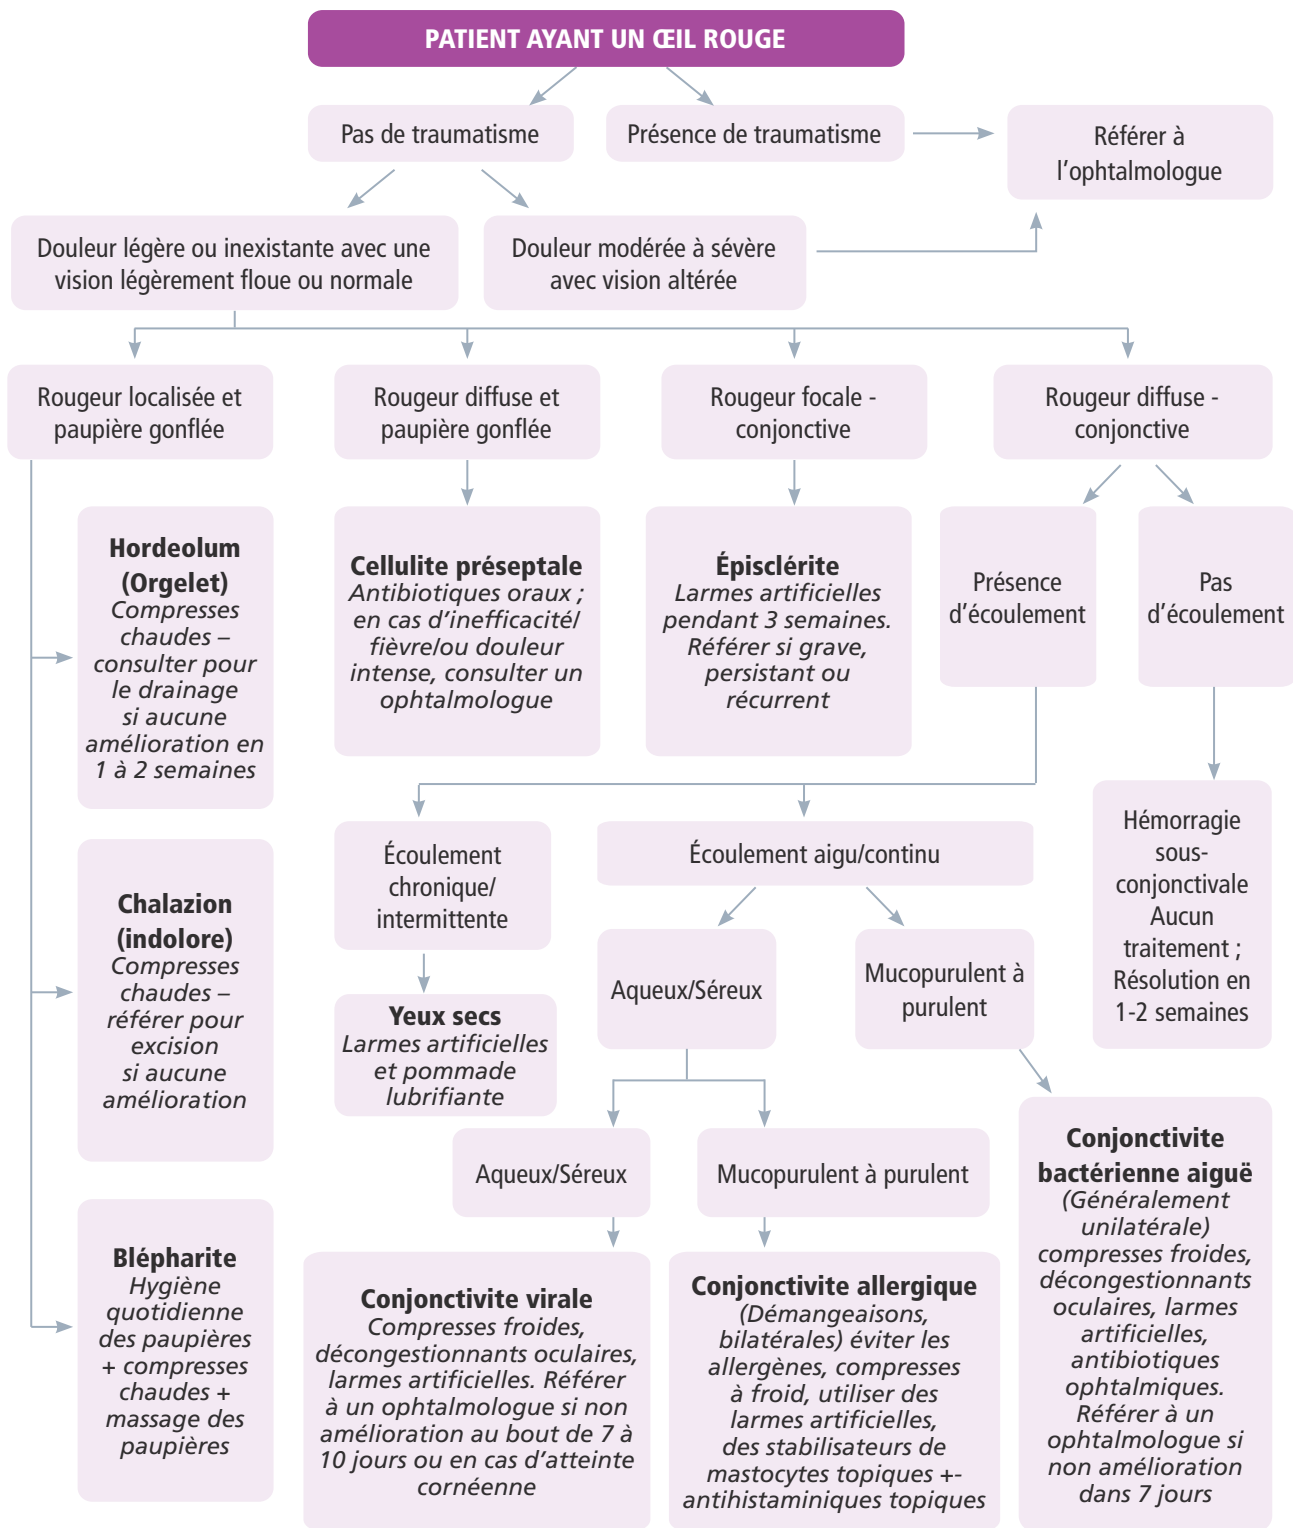 PATIENT AYANT UN ŒIL ROUGE
Pas de traumatisme
Présence de traumatisme
Référer à
l'ophtalmologue
Douleur légère ou inexistante avec une
vision légèrement floue ou normale
Douleur modérée à sévère
avec vision altérée
Rougeur localisée et
paupière gonflée
Rougeur diffuse et
paupière gonflée
Rougeur focale -
conjonctive
Rougeur diffuse -
conjonctive
Hordeolum
(Orgelet)
Compresses
chaudes –
consulter pour
le drainage
si aucune
amélioration en
1 à 2 semaines
Cellulite préseptale
Antibiotiques oraux ;
en cas d'inefficacité/
fièvre/ou douleur
intense, consulter un
ophtalmologue
Épisclérite
Larmes artificielles
pendant 3 semaines.
Référer si grave,
persistant ou
récurrent
Présence
d'écoulement
Pas
d'écoulement
Chalazion
(indolore)
Compresses
chaudes –
référer pour
excision
si aucune
amélioration
Écoulement
chronique/
intermittente
Écoulement aigu/continu
Hémorragie
sous-
conjonctivale
Aucun
traitement ;
Résolution en
1-2 semaines
Yeux secs
Larmes artificielles
et pommade
lubrifiante
Aqueux/Séreux
Mucopurulent à
purulent
Aqueux/Séreux
Mucopurulent à purulent
Blépharite
Hygiène
quotidienne
des paupières
+ compresses
chaudes +
massage des
paupières
Conjonctivite virale
Compresses froides,
décongestionnants oculaires,
larmes artificielles. Référer
à un ophtalmologue si non
amélioration au bout de 7 à
10 jours ou en cas d'atteinte
cornéenne
Conjonctivite allergique
(Démangeaisons,
bilatérales) éviter les
allergènes, compresses
à froid, utiliser des
larmes artificielles,
des stabilisateurs de
mastocytes topiques +-
antihistaminiques topiques
Conjonctivite
bactérienne aiguë
(Généralement
unilatérale)
compresses froides,
décongestionnants
oculaires, larmes
artificielles,
antibiotiques
ophtalmiques.
Référer à un
ophtalmologue si
non amélioration
dans 7 jours